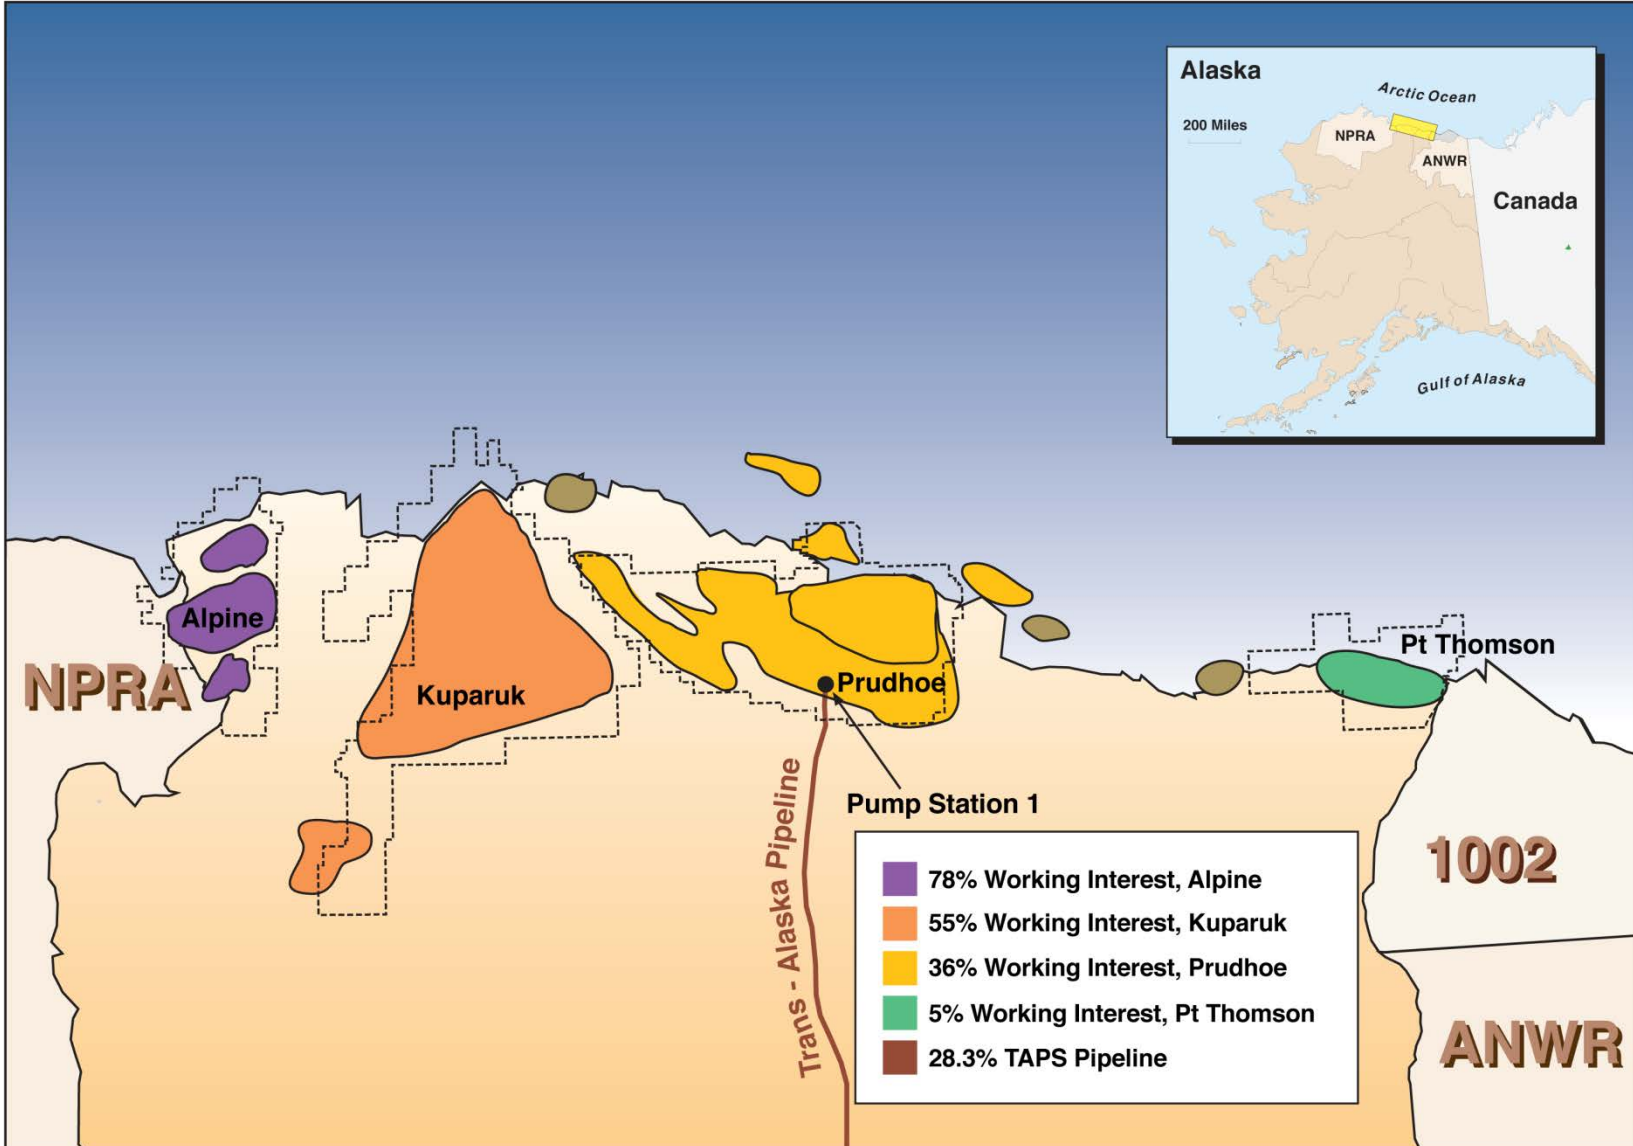 Alaska
Arctic Ocean
200 Miles
NPRA
ANWR
Canada
Gulf of Alaska
Alpine
NPRA
Kuparuk
Prudhoe
Pt Thomson
Pump Station 1
Trans - Alaska Pipeline
1002
ANWR
78% Working Interest, Alpine
55% Working Interest, Kuparuk
36% Working Interest, Prudhoe
5% Working Interest, Pt Thomson
28.3% TAPS Pipeline